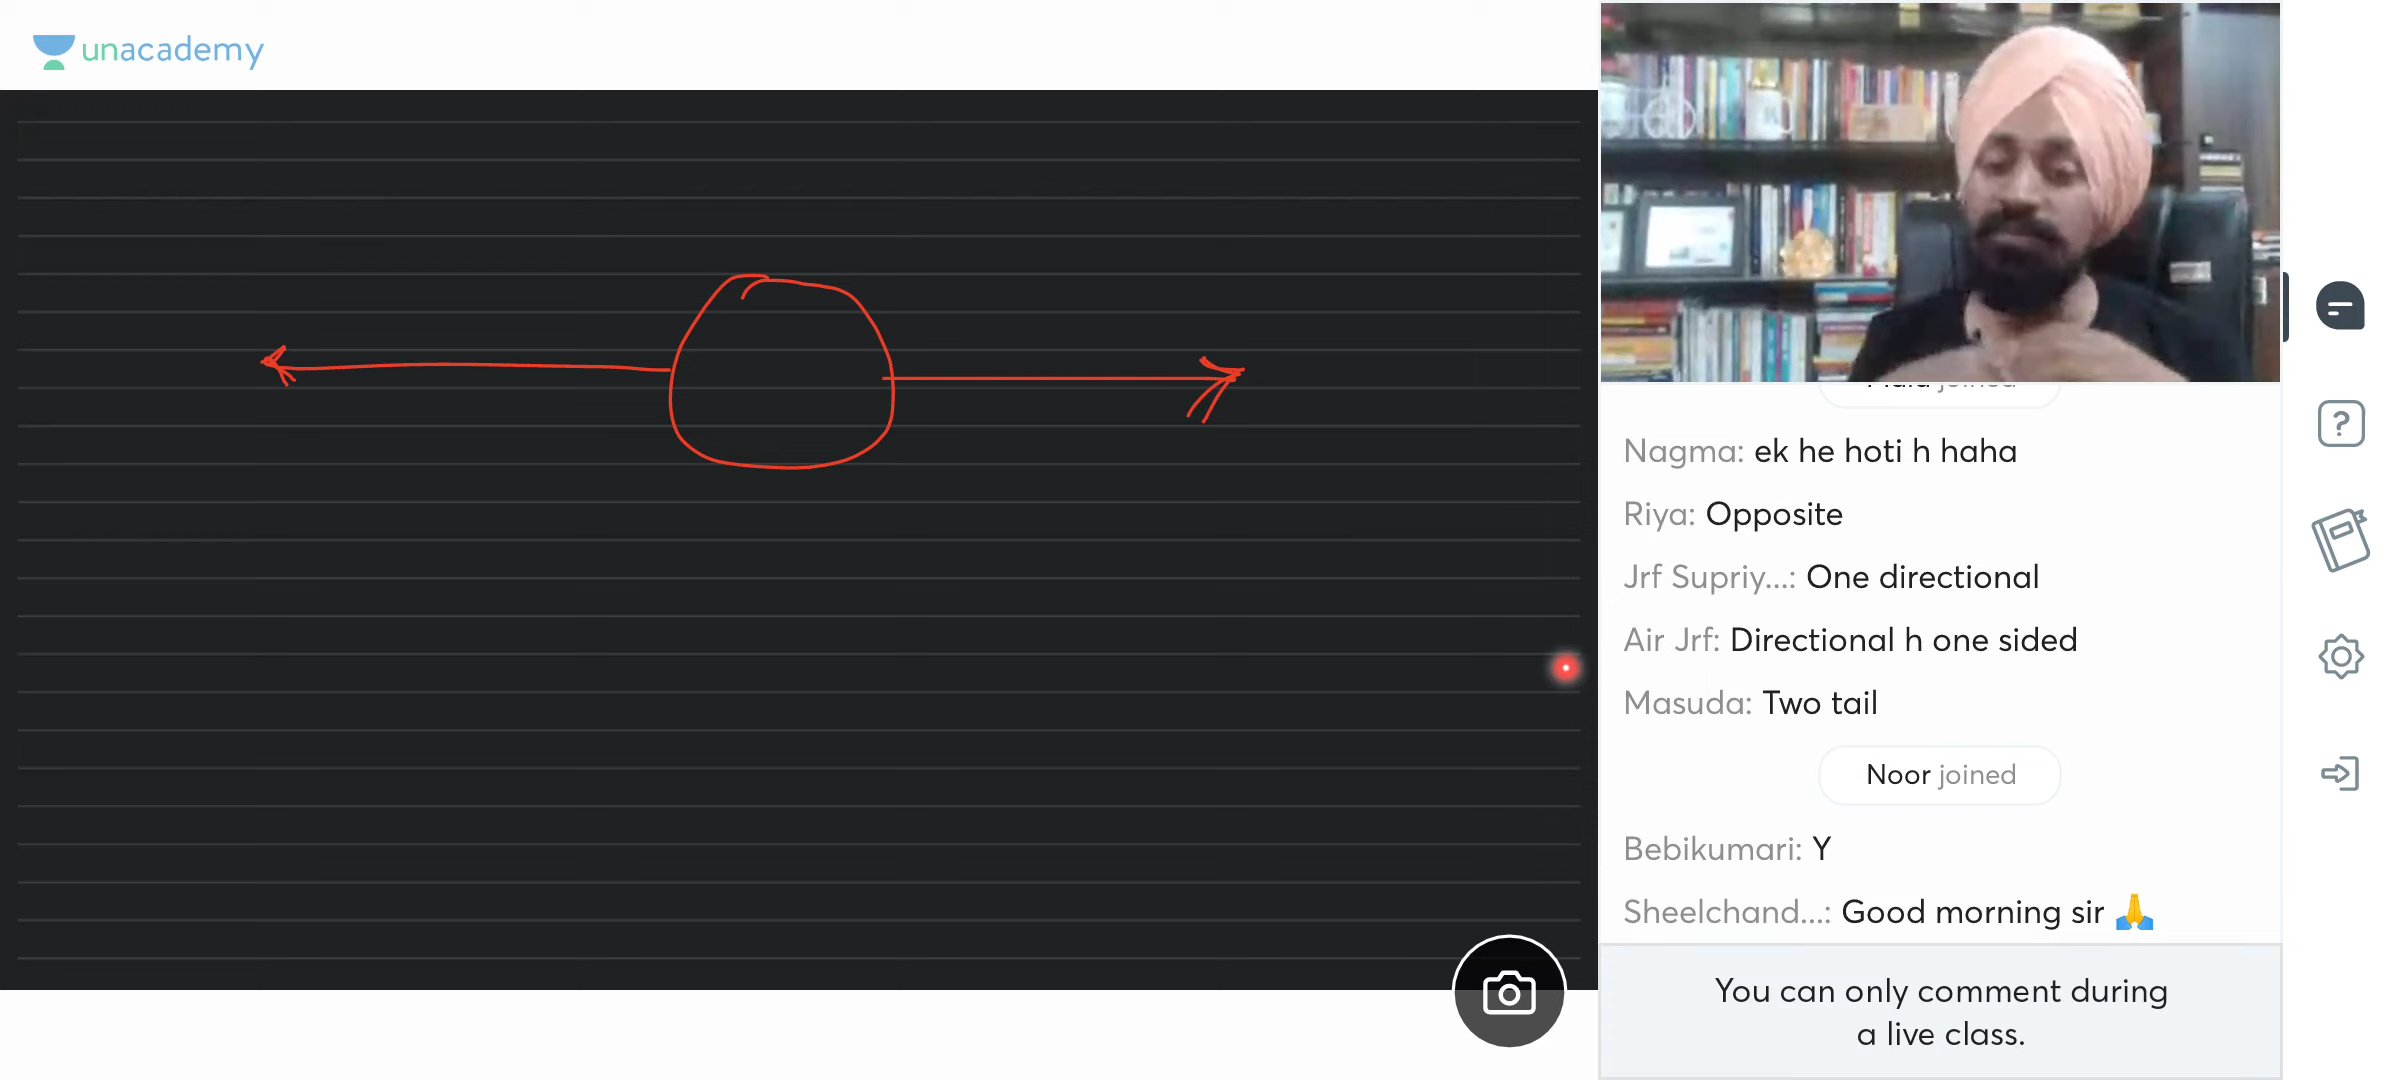 unacademy
joined
Nagma: ek he hoti h haha
Riya: Opposite
Jrf Supriy...: One directional
Air Jrf: Directional h one sided
Masuda: Two tail
Noor joined
Bebikumari: Y
Sheelchand...: Good morning sir 🙏
You can only comment during
a live class.